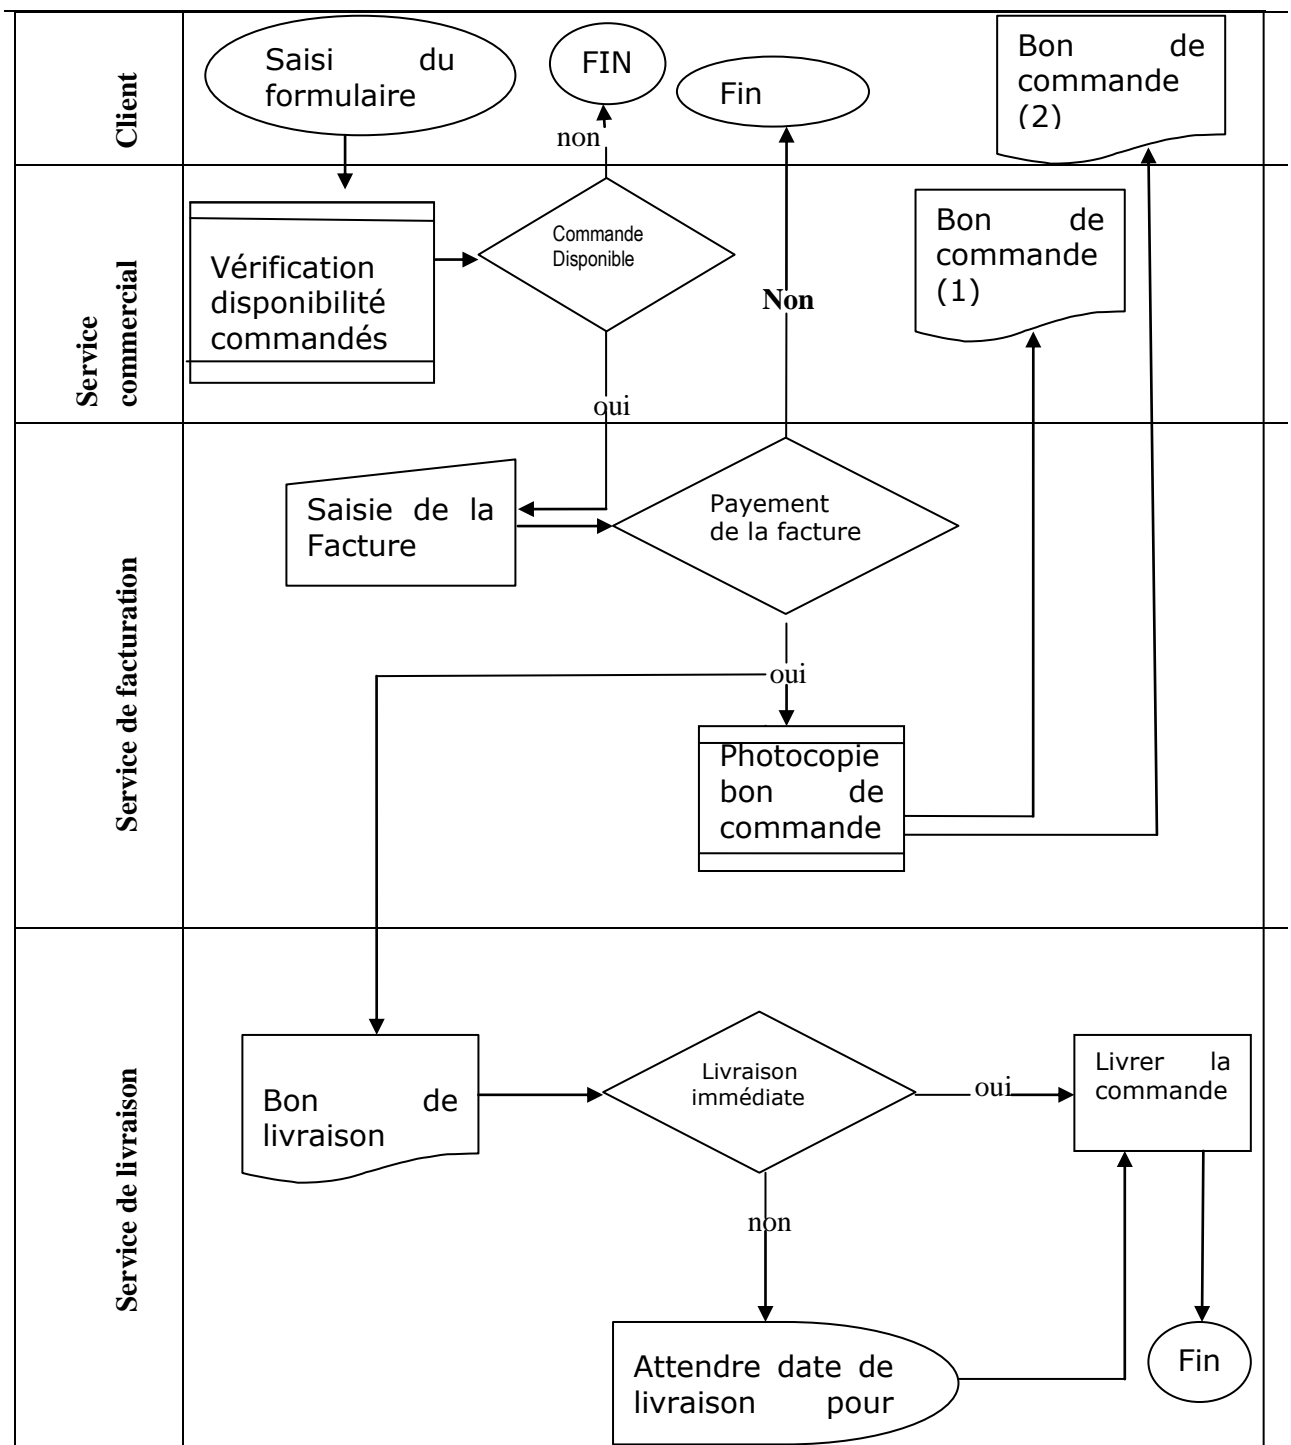 Client
Saisi du
formulaire
FIN
Fin
Bon de
commande
(2)
non
Service
commercial
Vérification
disponibilité
commandés
Commande
Disponible
Non
Bon de
commande
(1)
oui
Service de facturation
Saisie de la
Facture
Payement
de la facture
oui
Photocopie
bon de
commande
Service de livraison
Bon de
livraison
Livraison
immédiate
oui
Livrer la
commande
non
Attendre date de
livraison pour
Fin